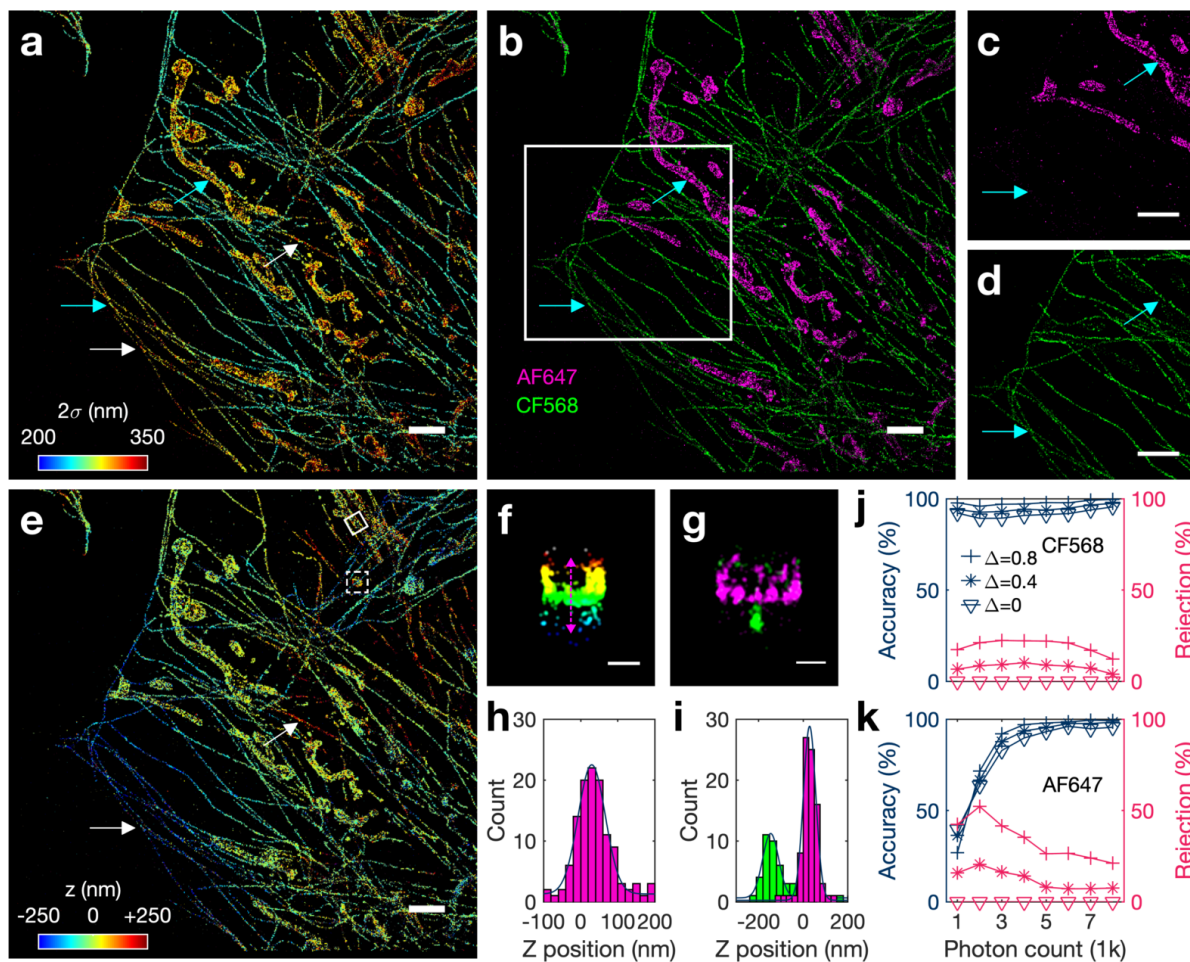 a
2σ (nm)
200 350
b
AF647
CF568
c
d
e
z (nm)
-250 0 +250
f
g
h
30
20
10
0
Count
-100 0 100 200
Z position (nm)
i
30
20
10
0
Count
-200 0 200
Z position (nm)
j
100
50
0
Accuracy (%)
CF568
Δ=0.8
Δ=0.4
Δ=0
100
50
0
Rejection (%)
k
100
50
0
Accuracy (%)
AF647
100
50
0
Rejection (%)
1 3 5 7
Photon count (1k)